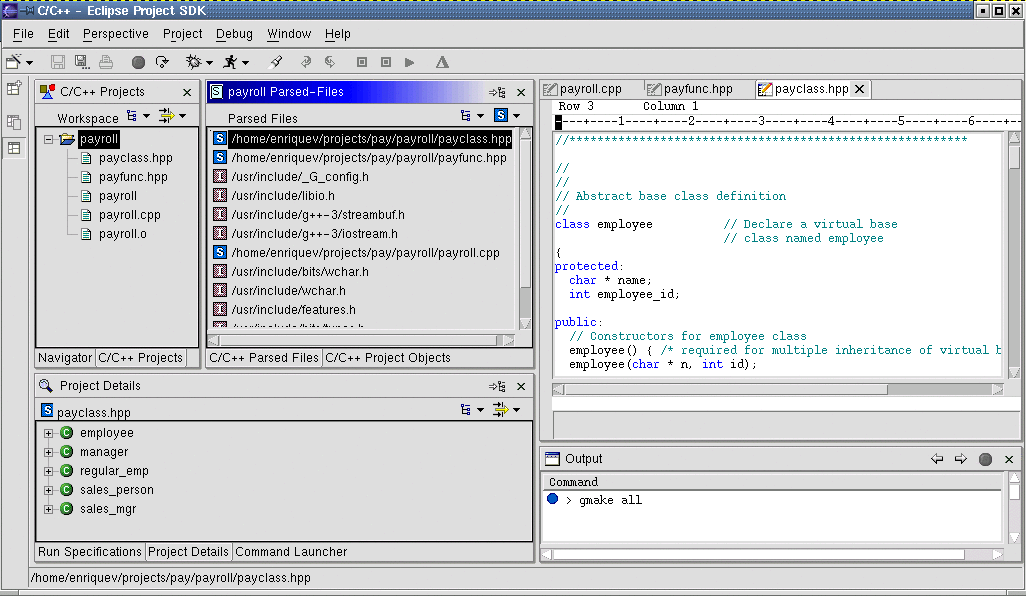 C/C++ - Eclipse Project SDK
File Edit Perspective Project Debug Window Help
C/C++ Projects
Workspace
payroll
payclass.hpp
payfunc.hpp
payroll
payroll.cpp
payroll.o
Navigator C/C++ Projects
payroll Parsed-Files
Parsed Files
/home/enriquev/projects/pay/payroll/payclass.hpp
/home/enriquev/projects/pay/payroll/payfunc.hpp
/usr/include/_G_config.h
/usr/include/libio.h
/usr/include/g++-3/streambuf.h
/usr/include/g++-3/iostream.h
/home/enriquev/projects/pay/payroll/payroll.cpp
/usr/include/bits/wchar.h
/usr/include/wchar.h
/usr/include/features.h
C/C++ Parsed Files C/C++ Project Objects
payroll.cpp payfunc.hpp payclass.hpp
Row 3 Column 1
----+----1----+----2----+----3----+----4----+----5----+----6----+--
//*********************************************************
//
//
// Abstract base class definition
//
class employee // Declare a virtual base
// class named employee
{
protected:
char * name;
int employee_id;
public:
// Constructors for employee class
employee() { /* required for multiple inheritance of virtual b
employee(char * n, int id);
Project Details
payclass.hpp
employee
manager
regular_emp
sales_person
sales_mgr
Run Specifications Project Details Command Launcher
Output
Command
> gmake all
/home/enriquev/projects/pay/payroll/payclass.hpp